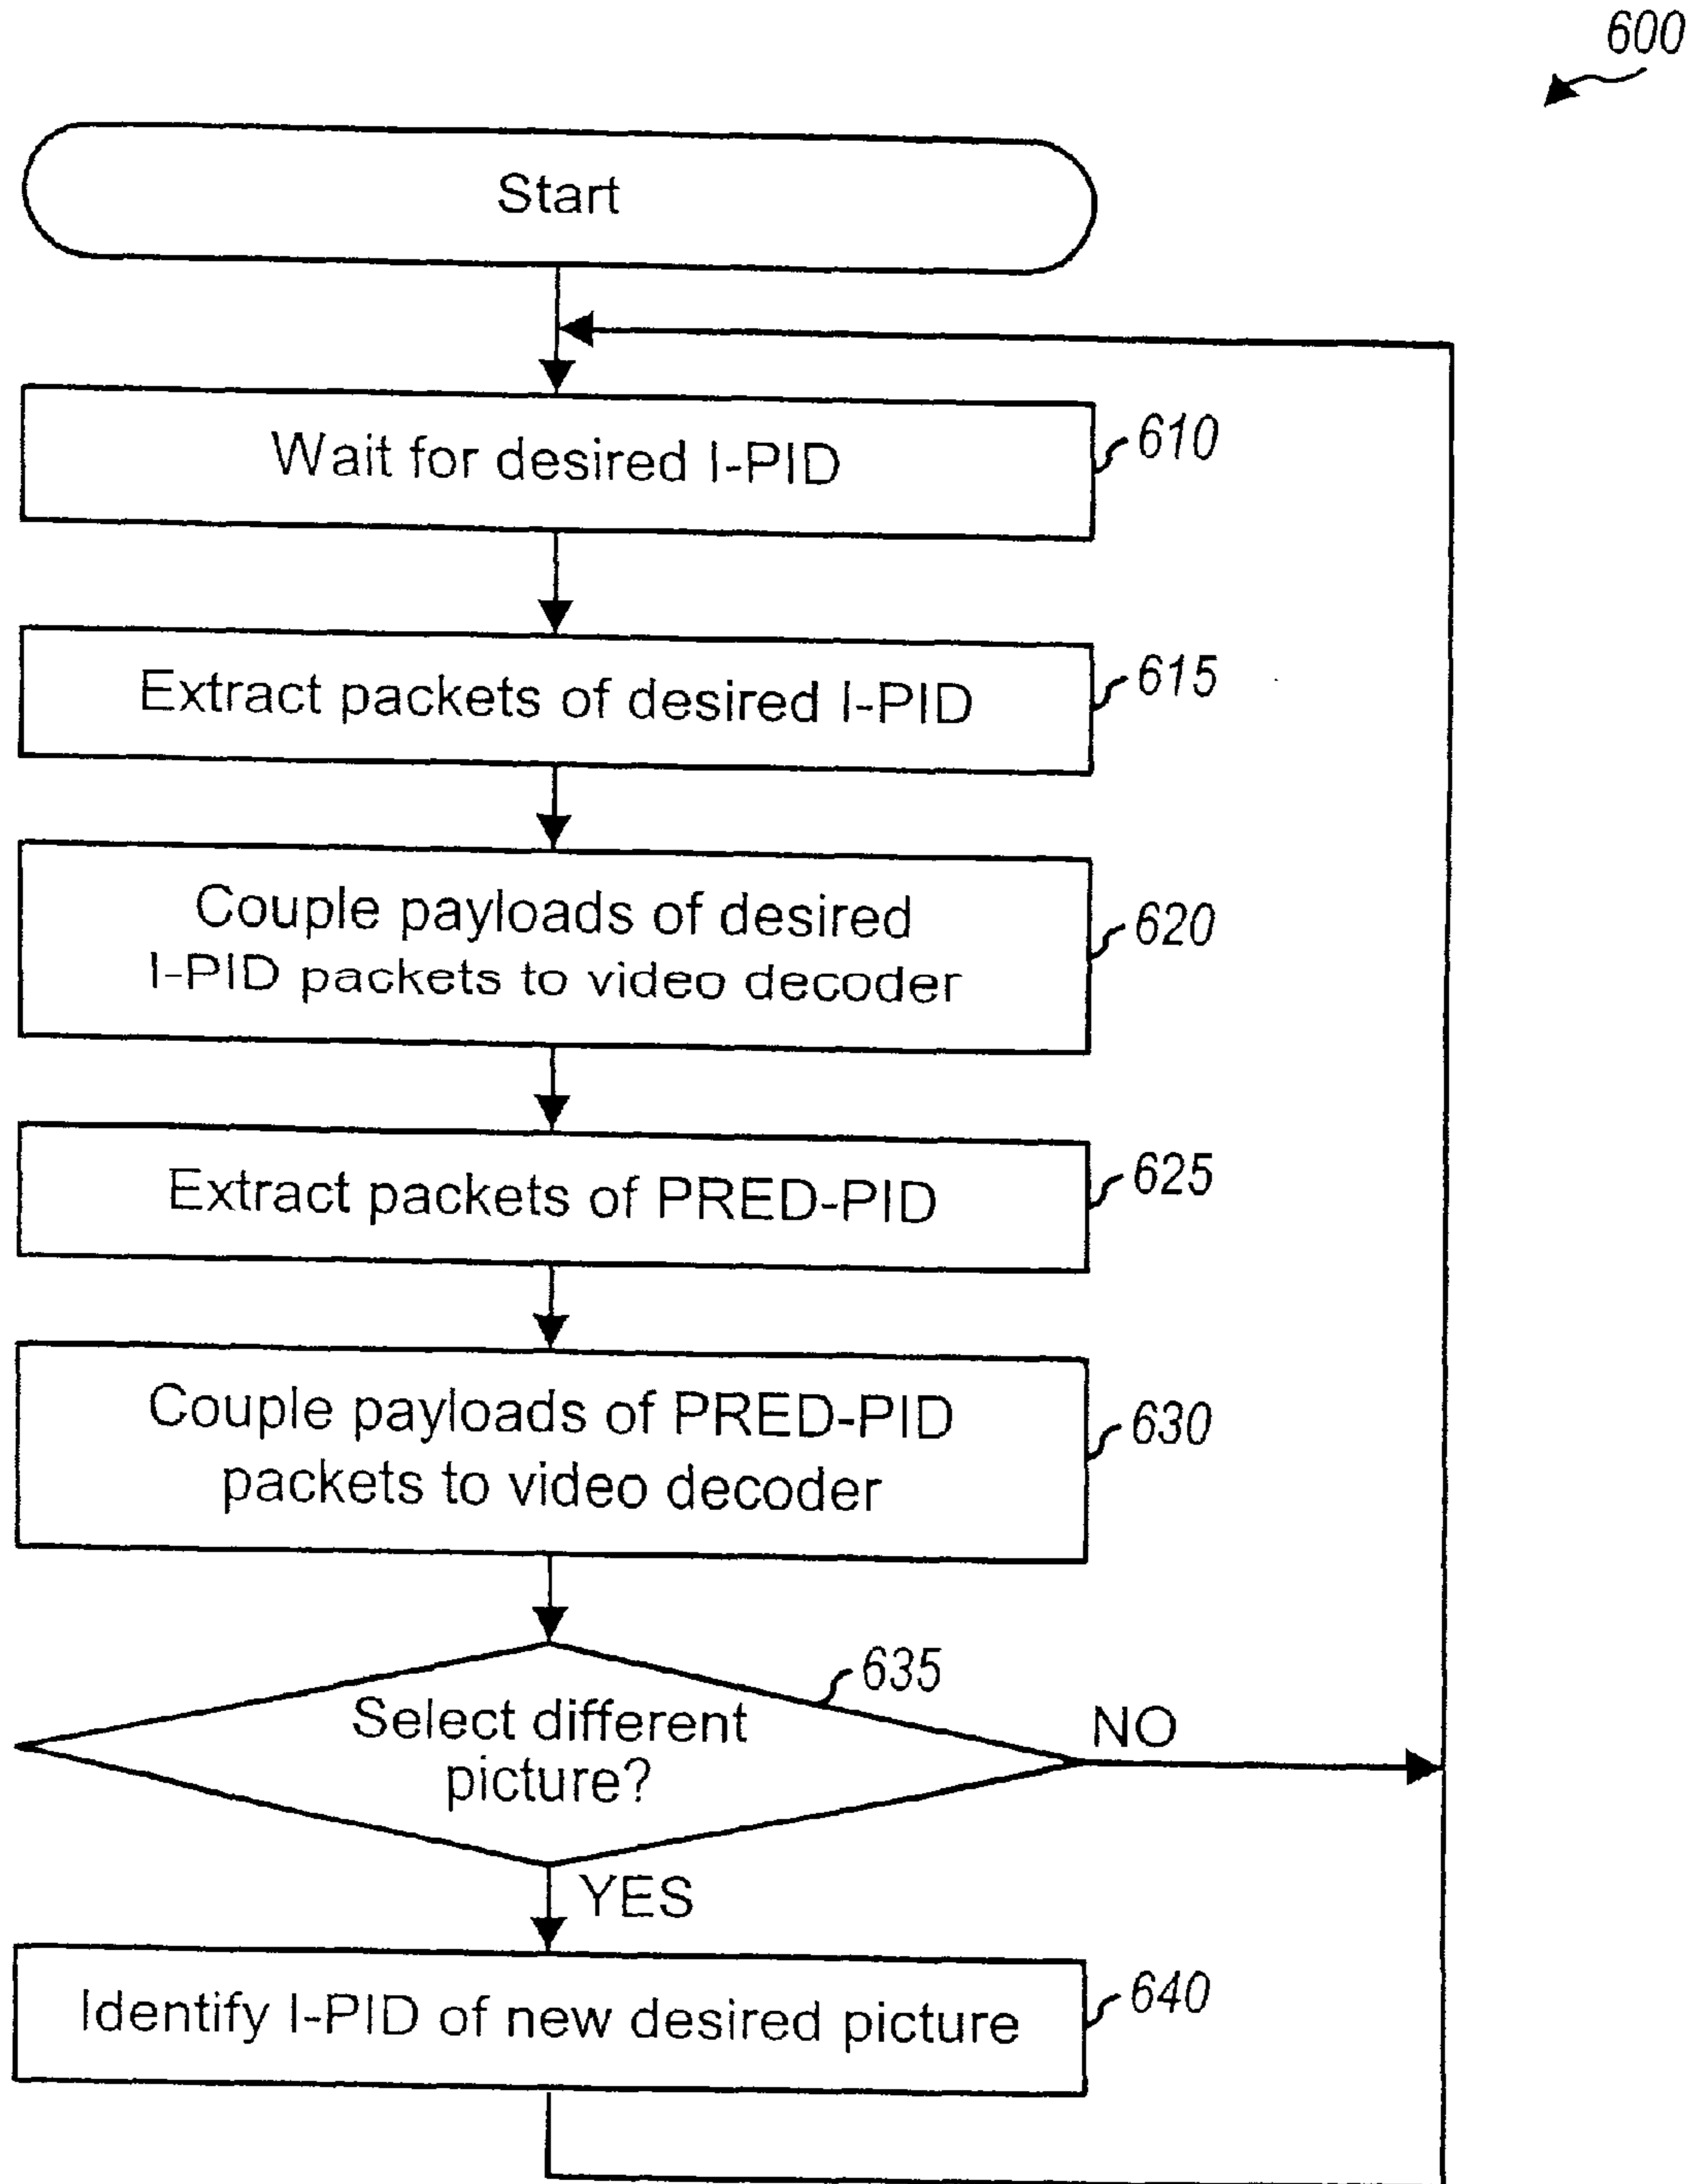 600
Start
Wait for desired I-PID
610
Extract packets of desired I-PID
615
Couple payloads of desired
I-PID packets to video decoder
620
Extract packets of PRED-PID
625
Couple payloads of PRED-PID
packets to video decoder
630
635
Select different
picture?
NO
YES
Identify I-PID of new desired picture
640